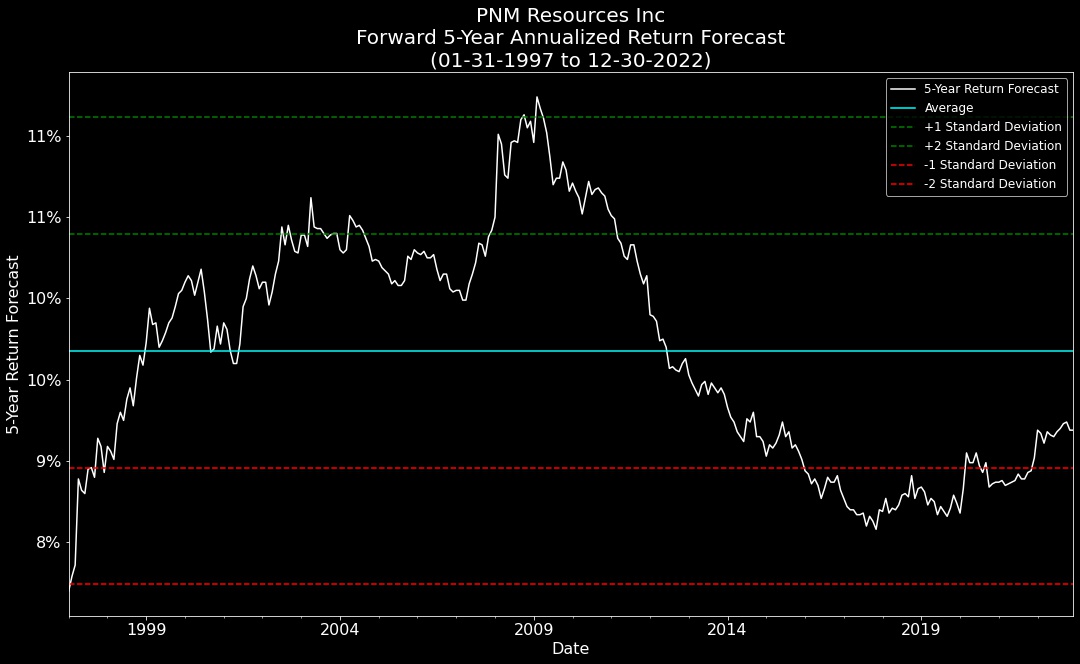 PNM Resources Inc
Forward 5-Year Annualized Return Forecast
(01-31-1997 to 12-30-2022)
5-Year Return Forecast
Average
+1 Standard Deviation
+2 Standard Deviation
-1 Standard Deviation
-2 Standard Deviation
11%
11%
10%
10%
9%
8%
5-Year Return Forecast
1999
2004
2009
2014
2019
Date